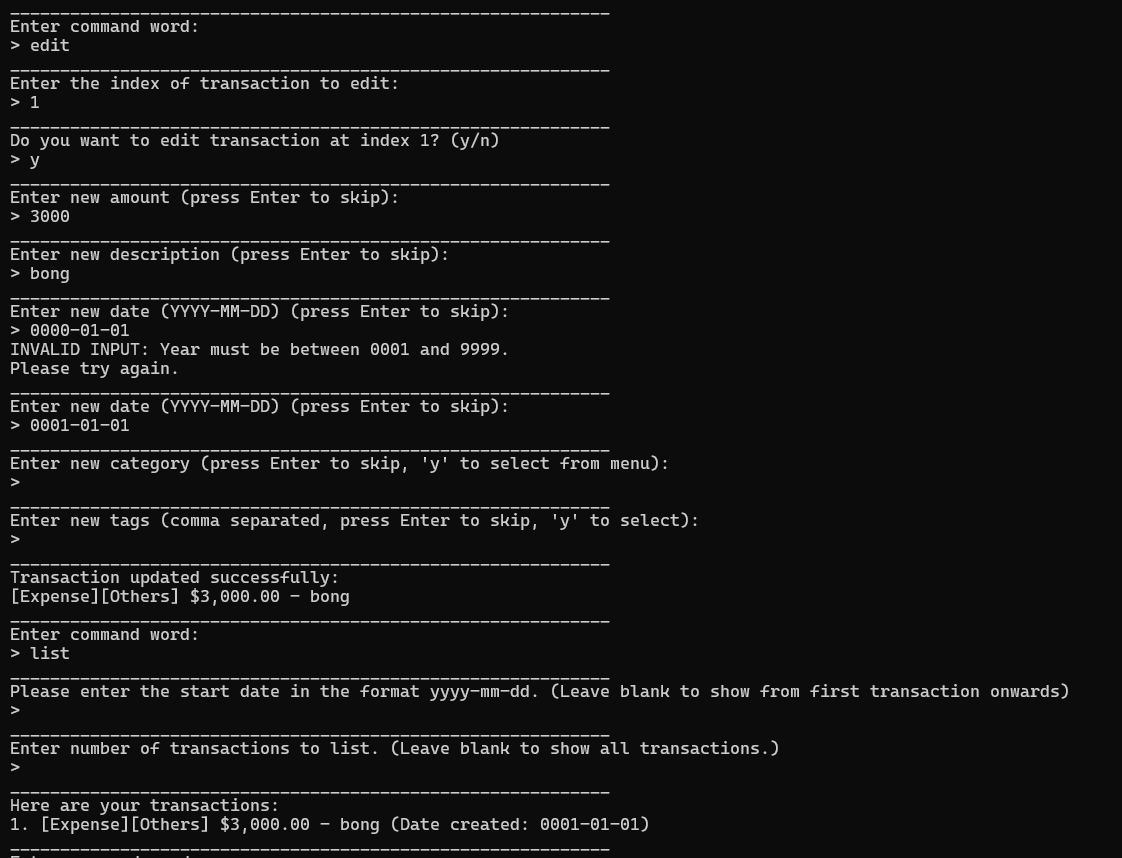 ____________________________________________________________
Enter command word:
> edit
____________________________________________________________
Enter the index of transaction to edit:
> 1
____________________________________________________________
Do you want to edit transaction at index 1? (y/n)
> y
____________________________________________________________
Enter new amount (press Enter to skip):
> 3000
____________________________________________________________
Enter new description (press Enter to skip):
> bong
____________________________________________________________
Enter new date (YYYY-MM-DD) (press Enter to skip):
> 0000-01-01
INVALID INPUT: Year must be between 0001 and 9999.
Please try again.
____________________________________________________________
Enter new date (YYYY-MM-DD) (press Enter to skip):
> 0001-01-01
____________________________________________________________
Enter new category (press Enter to skip, 'y' to select from menu):
>
____________________________________________________________
Enter new tags (comma separated, press Enter to skip, 'y' to select):
>
____________________________________________________________
Transaction updated successfully:
[Expense][Others] $3,000.00 - bong
____________________________________________________________
Enter command word:
> list
____________________________________________________________
Please enter the start date in the format yyyy-mm-dd. (Leave blank to show from first transaction onwards)
>
____________________________________________________________
Enter number of transactions to list. (Leave blank to show all transactions.)
>
____________________________________________________________
Here are your transactions:
1. [Expense][Others] $3,000.00 - bong (Date created: 0001-01-01)
____________________________________________________________